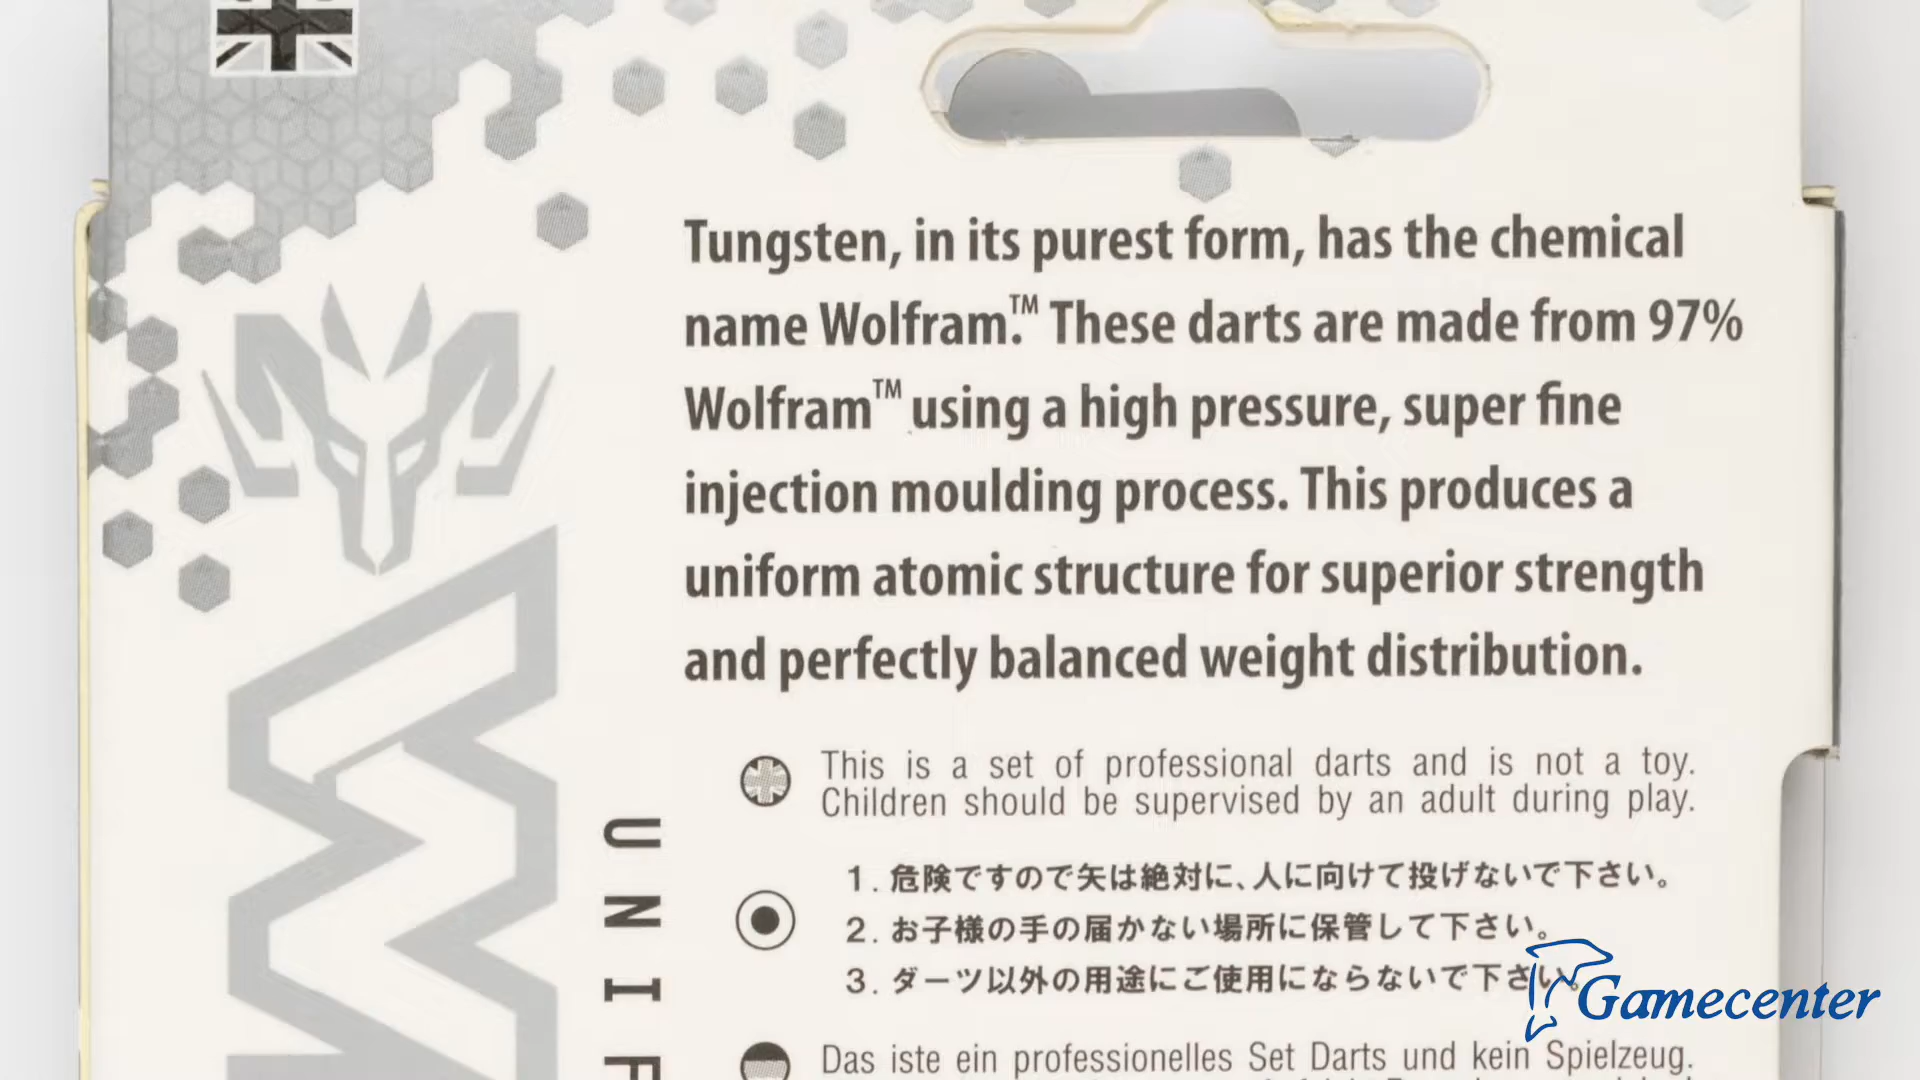 Tungsten, in its purest form, has the chemical
name Wolfram.™ These darts are made from 97%
Wolfram™ using a high pressure, super fine
injection moulding process. This produces a
uniform atomic structure for superior strength
and perfectly balanced weight distribution.
This is a set of professional darts and is not a toy.
Children should be supervised by an adult during play.
1. 危険ですので矢は絶対に、人に向けて投げないで下さい。
2. お子様の手の届かない場所に保管して下さい。
3. ダーツ以外の用途にご使用にならないで下さい。
Das iste ein professionelles Set Darts und kein Spielzeug.
UNIF
Gamecenter